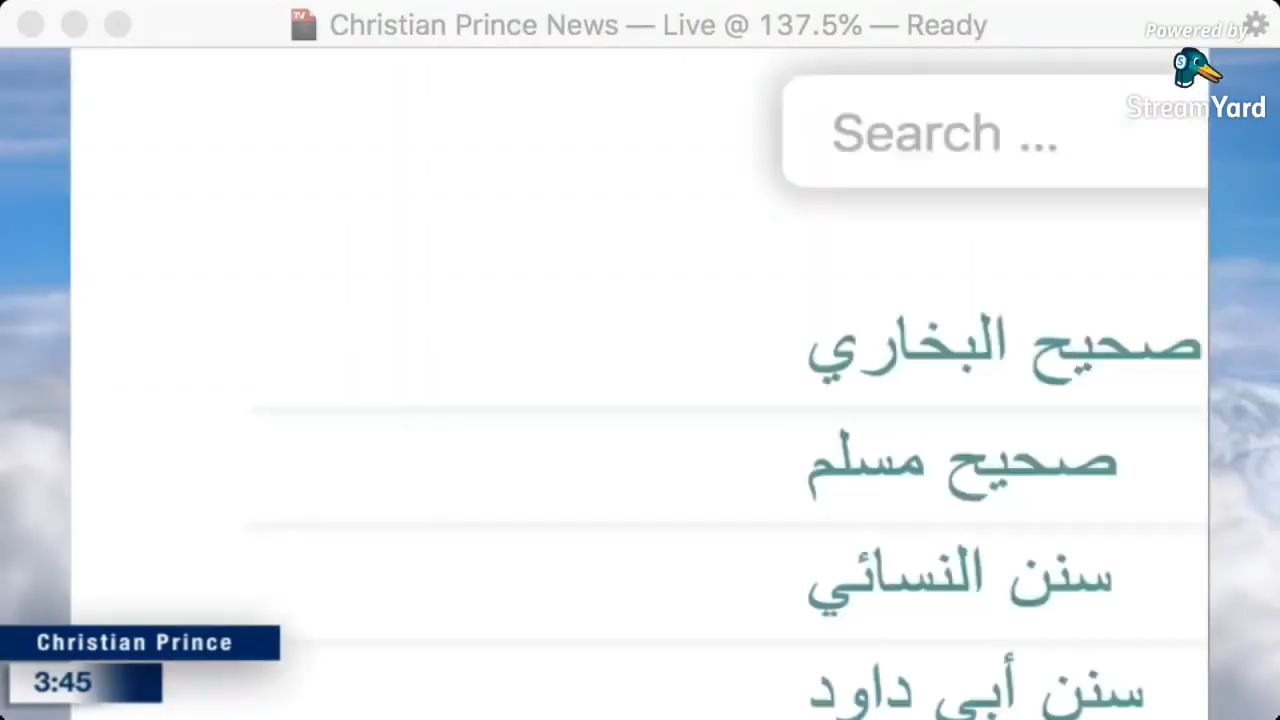 Christian Prince News — Live @ 137.5% — Ready
Powered by
StreamYard
Search ...
صحيح البخاري
صحيح مسلم
سنن النسائي
سنن أبي داود
Christian Prince
3:45